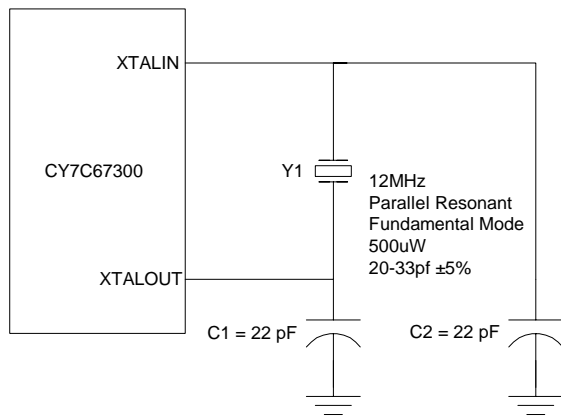 XTALIN
CY7C67300
Y1
12MHz
Parallel Resonant
Fundamental Mode
500uW
20-33pf ±5%
XTALOUT
C1 = 22 pF
C2 = 22 pF